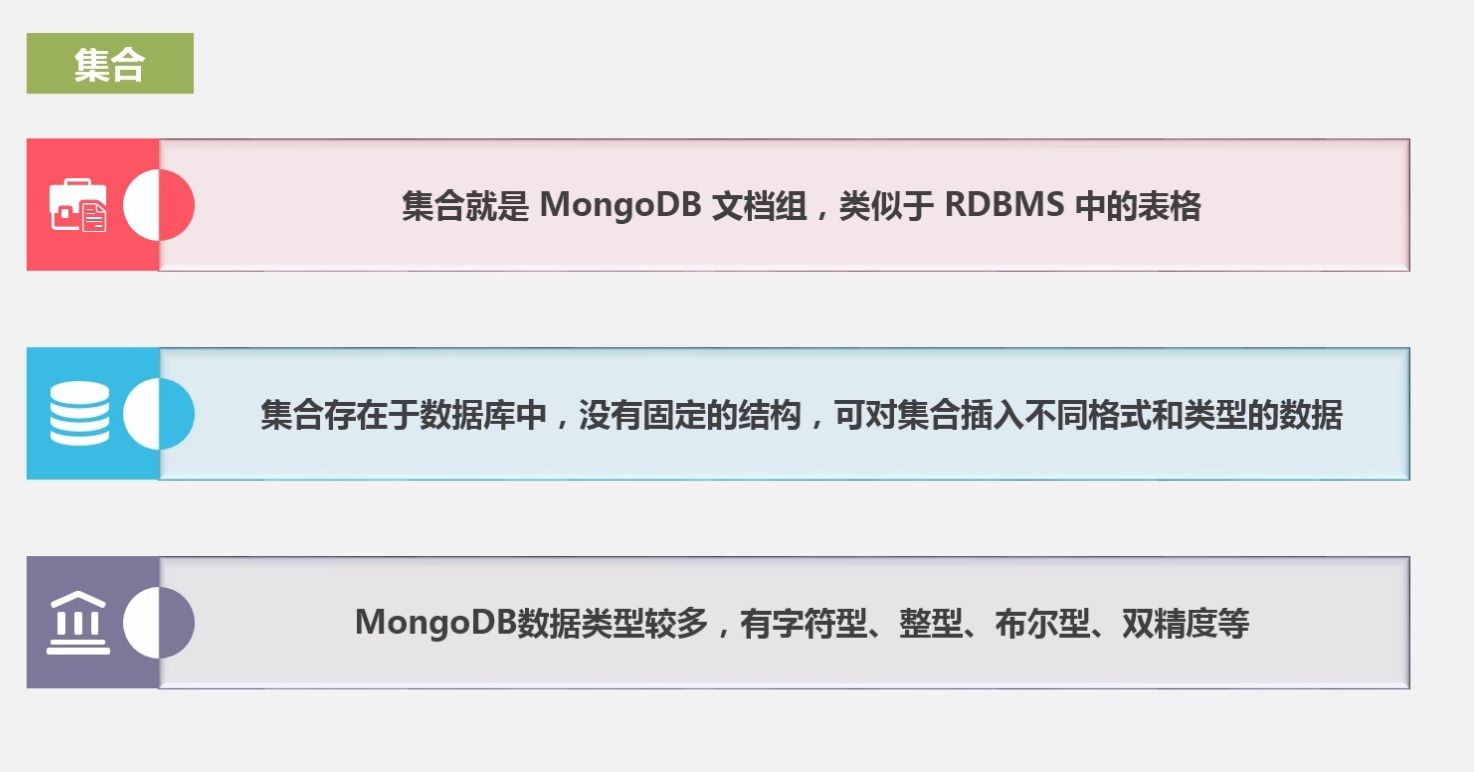 集合
集合就是 MongoDB 文档组，类似于 RDBMS 中的表格
集合存在于数据库中，没有固定的结构，可对集合插入不同格式和类型的数据
MongoDB数据类型较多，有字符型、整型、布尔型、双精度等